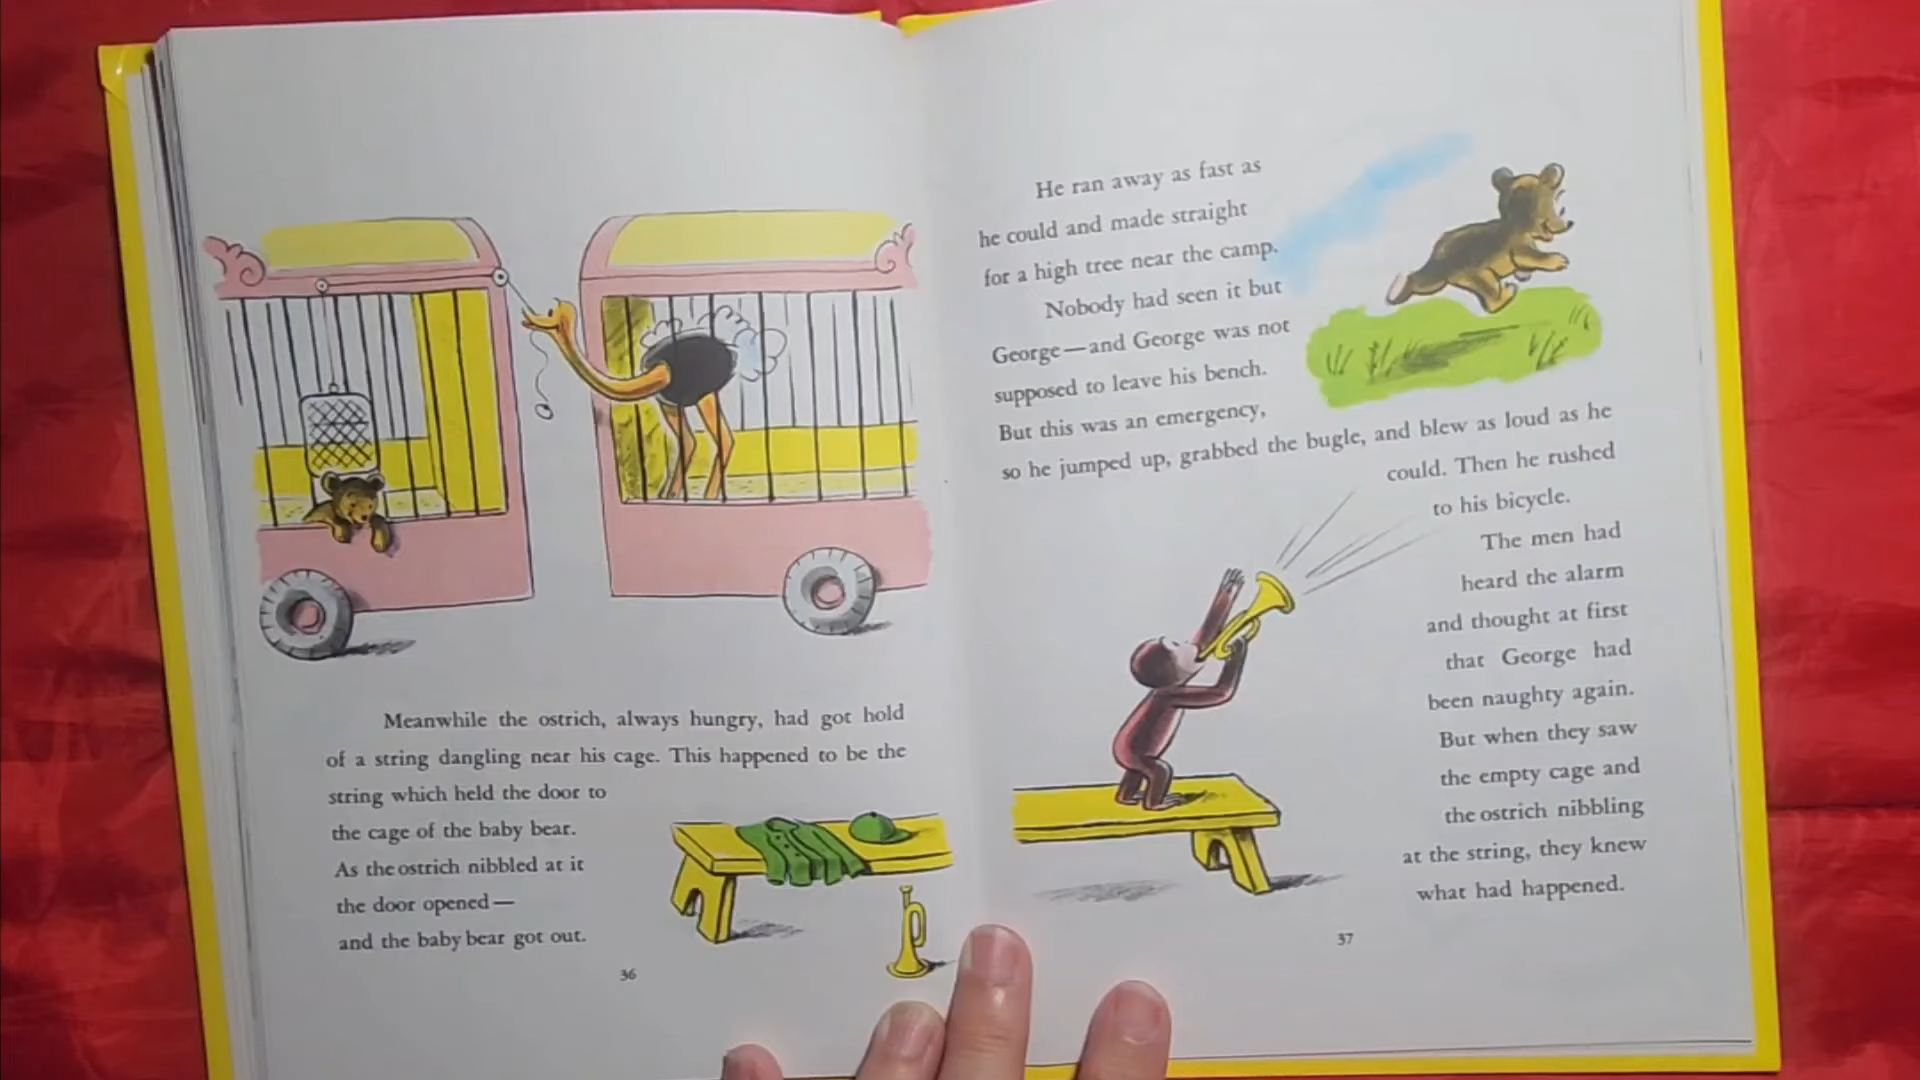 Meanwhile the ostrich, always hungry, had got hold
of a string dangling near his cage. This happened to be the
string which held the door to
the cage of the baby bear.
As the ostrich nibbled at it
the door opened—
and the baby bear got out.
36
He ran away as fast as
he could and made straight
for a high tree near the camp.
Nobody had seen it but
George—and George was not
supposed to leave his bench.
But this was an emergency,
so he jumped up, grabbed the bugle, and blew as loud as he
could. Then he rushed
to his bicycle.
The men had
heard the alarm
and thought at first
that George had
been naughty again.
But when they saw
the empty cage and
the ostrich nibbling
at the string, they knew
what had happened.
37